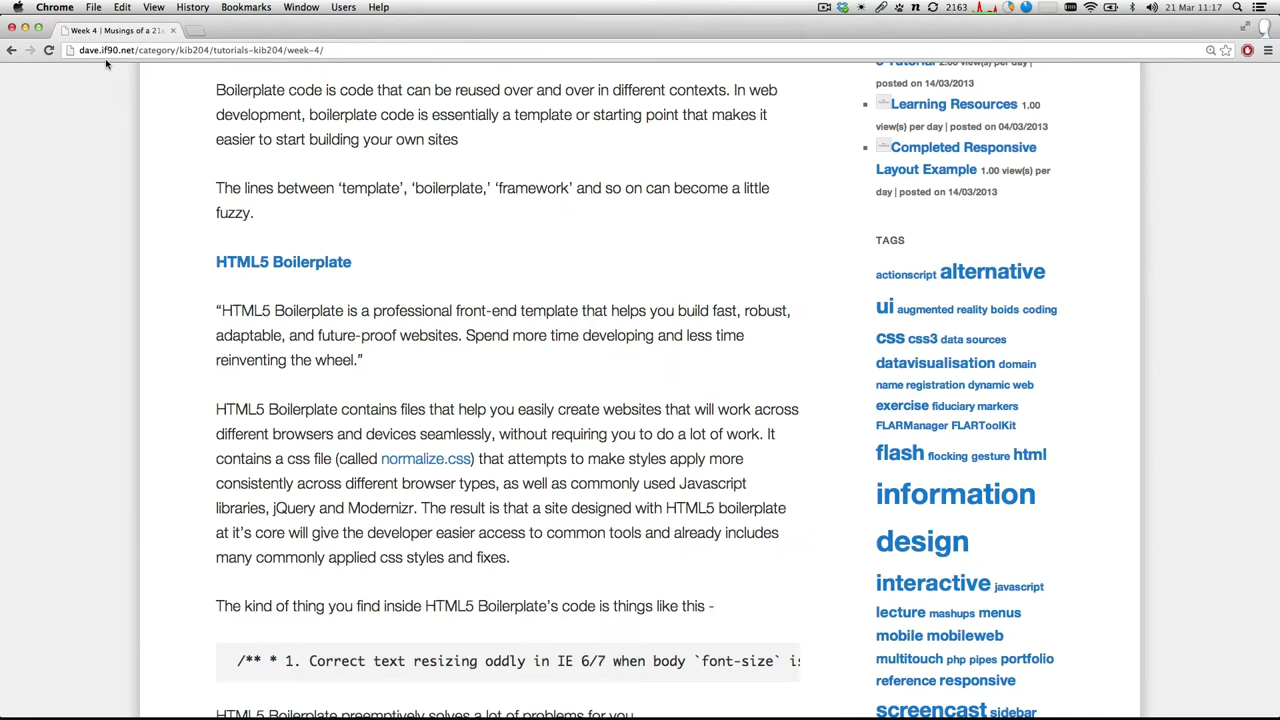 Chrome File Edit View History Bookmarks Window Users Help 2163 21 Mar 11:17
Week 4 | Musings of a 21s
dave.if90.net/category/kib204/tutorials-kib204/week-4/
Boilerplate code is code that can be reused over and over in different contexts. In web
development, boilerplate code is essentially a template or starting point that makes it
easier to start building your own sites
The lines between ‘template’, ‘boilerplate,’ ‘framework’ and so on can become a little
fuzzy.
HTML5 Boilerplate
“HTML5 Boilerplate is a professional front-end template that helps you build fast, robust,
adaptable, and future-proof websites. Spend more time developing and less time
reinventing the wheel.”
HTML5 Boilerplate contains files that help you easily create websites that will work across
different browsers and devices seamlessly, without requiring you to do a lot of work. It
contains a css file (called normalize.css) that attempts to make styles apply more
consistently across different browser types, as well as commonly used Javascript
libraries, jQuery and Modernizr. The result is that a site designed with HTML5 boilerplate
at it’s core will give the developer easier access to common tools and already includes
many commonly applied css styles and fixes.
The kind of thing you find inside HTML5 Boilerplate’s code is things like this -
/** * 1. Correct text resizing oddly in IE 6/7 when body `font-size` is
HTML5 Boilerplate preemptively solves a lot of problems for you
Tutorial 2.00 view(s) per day |
posted on 14/03/2013
Learning Resources 1.00
view(s) per day | posted on 04/03/2013
Completed Responsive
Layout Example 1.00 view(s) per
day | posted on 14/03/2013
TAGS
actionscript alternative
ui augmented reality boids coding
css css3 data sources
datavisualisation domain
name registration dynamic web
exercise fiduciary markers
FLARManager FLARToolKit
flash flocking gesture html
information
design
interactive javascript
lecture mashups menus
mobile mobileweb
multitouch php pipes portfolio
reference responsive
screencast sidebar